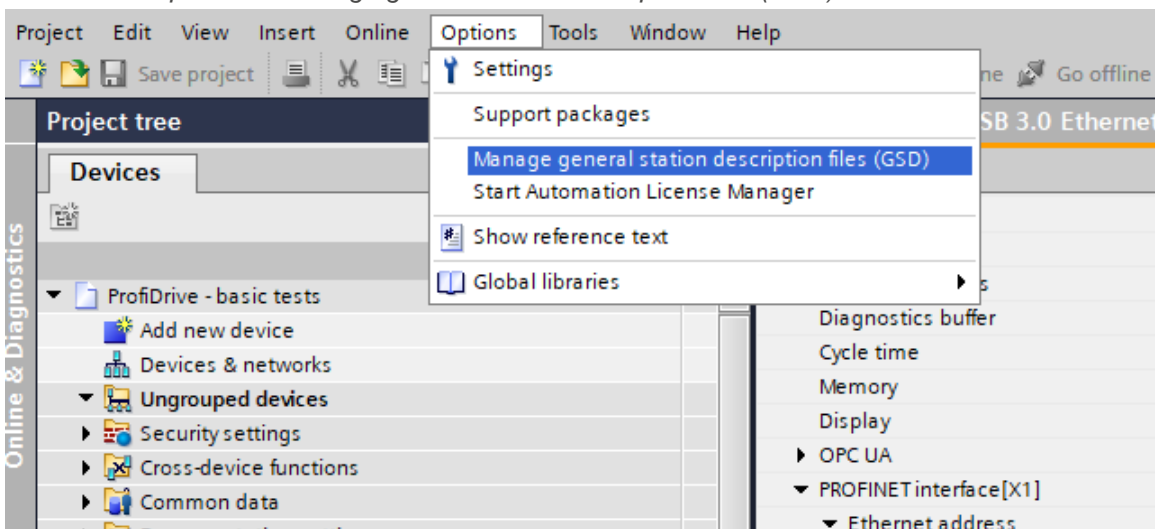 Project Edit View Insert Online Options Tools Window Help
Save project
Go offline
Settings
Support packages
Manage general station description files (GSD)
Start Automation License Manager
Show reference text
Global libraries
Project tree
SB 3.0 Ethernet
Devices
Online & Diagnostics
ProfiDrive - basic tests
Add new device
Devices & networks
Ungrouped devices
Security settings
Cross-device functions
Common data
Diagnostics buffer
Cycle time
Memory
Display
OPC UA
PROFINET interface[X1]
Ethernet address